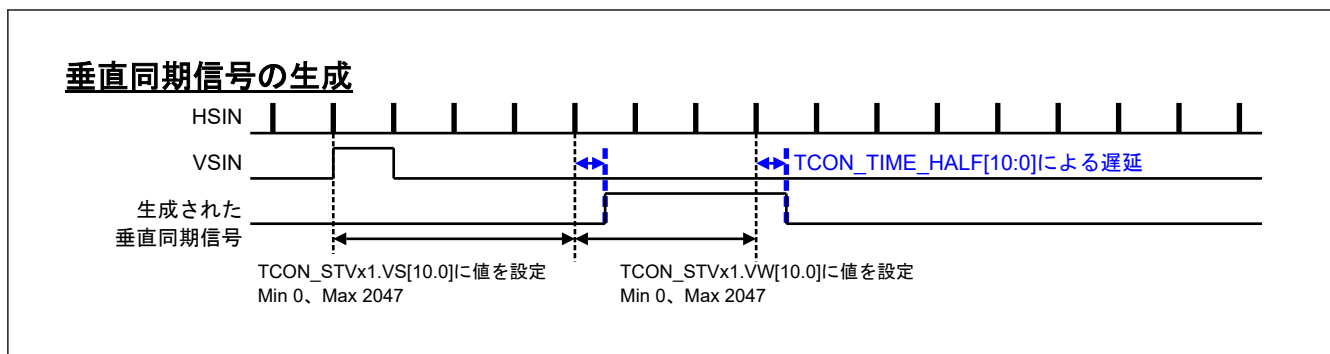 垂直同期信号の生成
HSIN
VSIN
TCON_TIME_HALF[10:0]による遅延
生成された
垂直同期信号
TCON_STVx1.VS[10.0]に値を設定
Min 0、Max 2047
TCON_STVx1.VW[10.0]に値を設定
Min 0、Max 2047